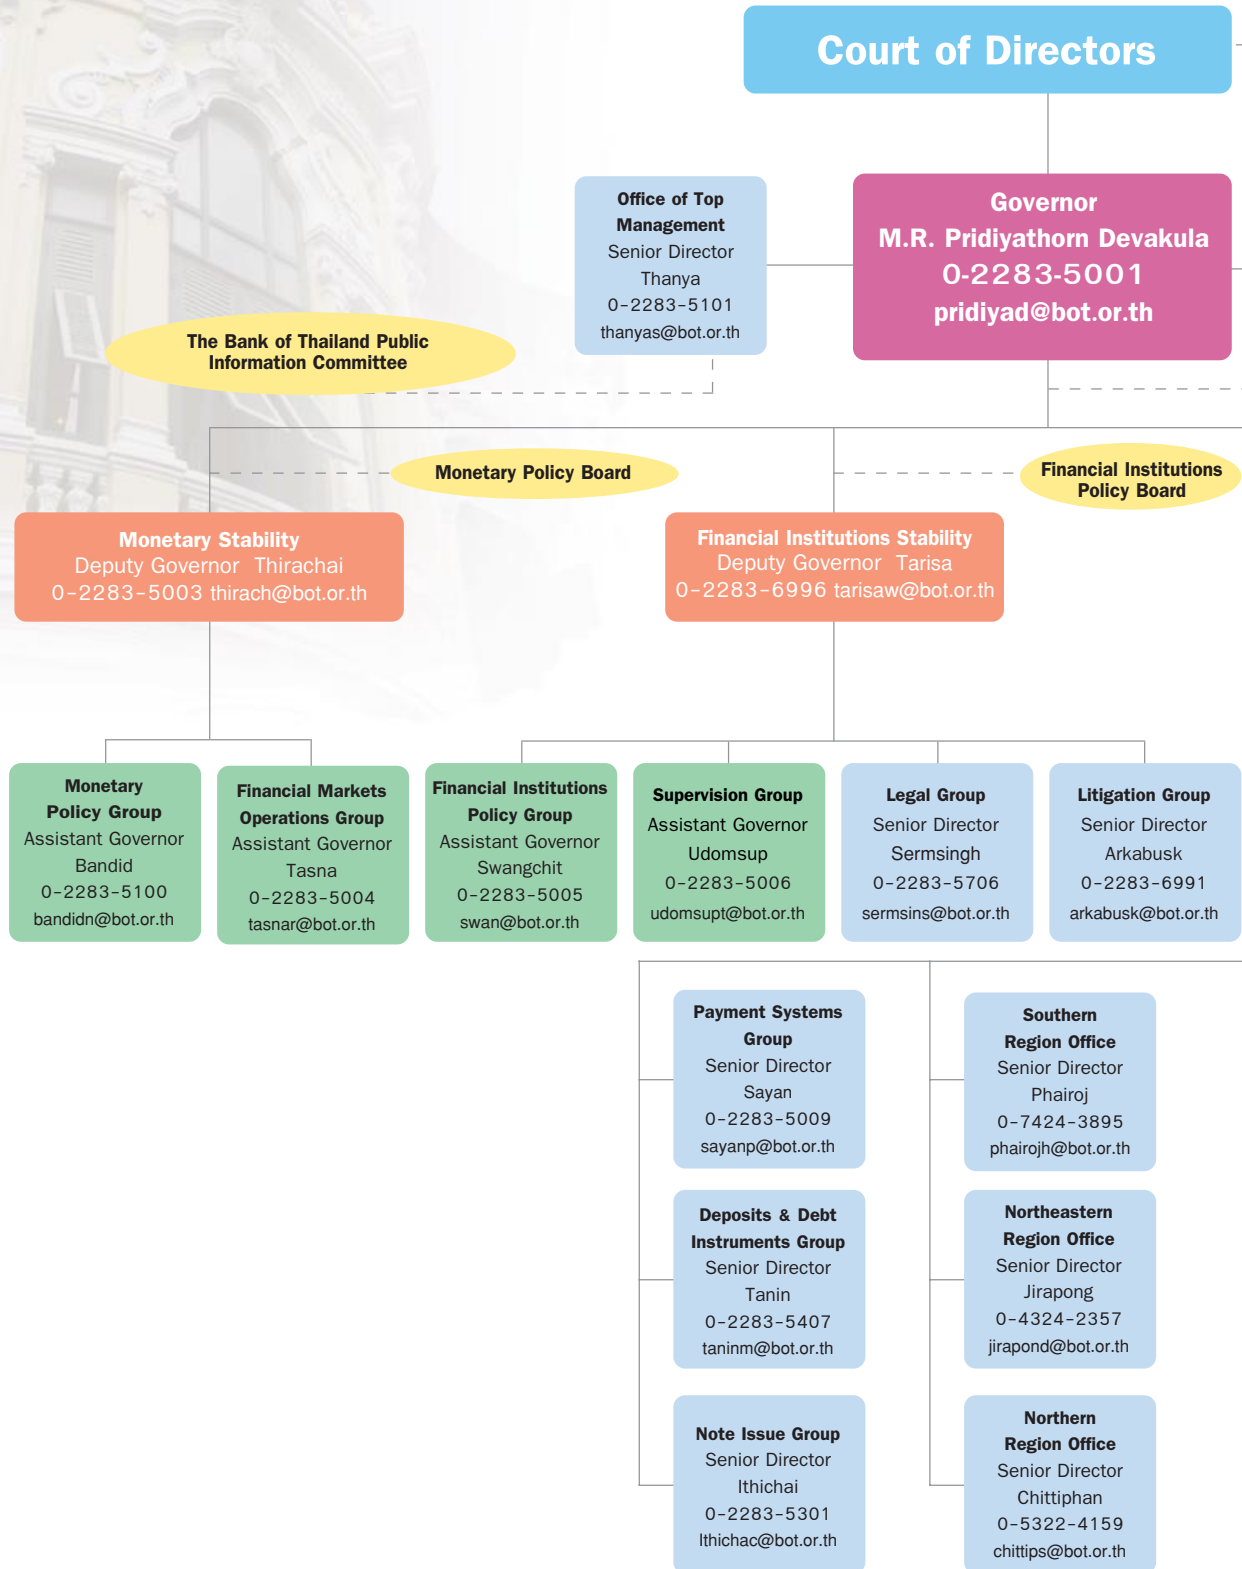 Court of Directors
Office of Top
Management
Senior Director
Thanya
0-2283-5101
thanyas@bot.or.th
Governor
M.R. Pridiyathorn Devakula
0-2283-5001
pridiyad@bot.or.th
The Bank of Thailand Public
Information Committee
Monetary Policy Board
Financial Institutions
Policy Board
Monetary Stability
Deputy Governor Thirachai
0-2283-5003 thirach@bot.or.th
Financial Institutions Stability
Deputy Governor Tarisa
0-2283-6996 tarisaw@bot.or.th
Monetary
Policy Group
Assistant Governor
Bandid
0-2283-5100
bandidn@bot.or.th
Financial Markets
Operations Group
Assistant Governor
Tasna
0-2283-5004
tasnar@bot.or.th
Financial Institutions
Policy Group
Assistant Governor
Swangchit
0-2283-5005
swan@bot.or.th
Supervision Group
Assistant Governor
Udomsup
0-2283-5006
udomsupt@bot.or.th
Legal Group
Senior Director
Sermsingh
0-2283-5706
sermsins@bot.or.th
Litigation Group
Senior Director
Arkabusk
0-2283-6991
arkabusk@bot.or.th
Payment Systems
Group
Senior Director
Sayan
0-2283-5009
sayanp@bot.or.th
Southern
Region Office
Senior Director
Phairoj
0-7424-3895
phairojh@bot.or.th
Deposits & Debt
Instruments Group
Senior Director
Tanin
0-2283-5407
taninm@bot.or.th
Northeastern
Region Office
Senior Director
Jirapong
0-4324-2357
jirapond@bot.or.th
Note Issue Group
Senior Director
Ithichai
0-2283-5301
Ithichac@bot.or.th
Northern
Region Office
Senior Director
Chittiphan
0-5322-4159
chittips@bot.or.th